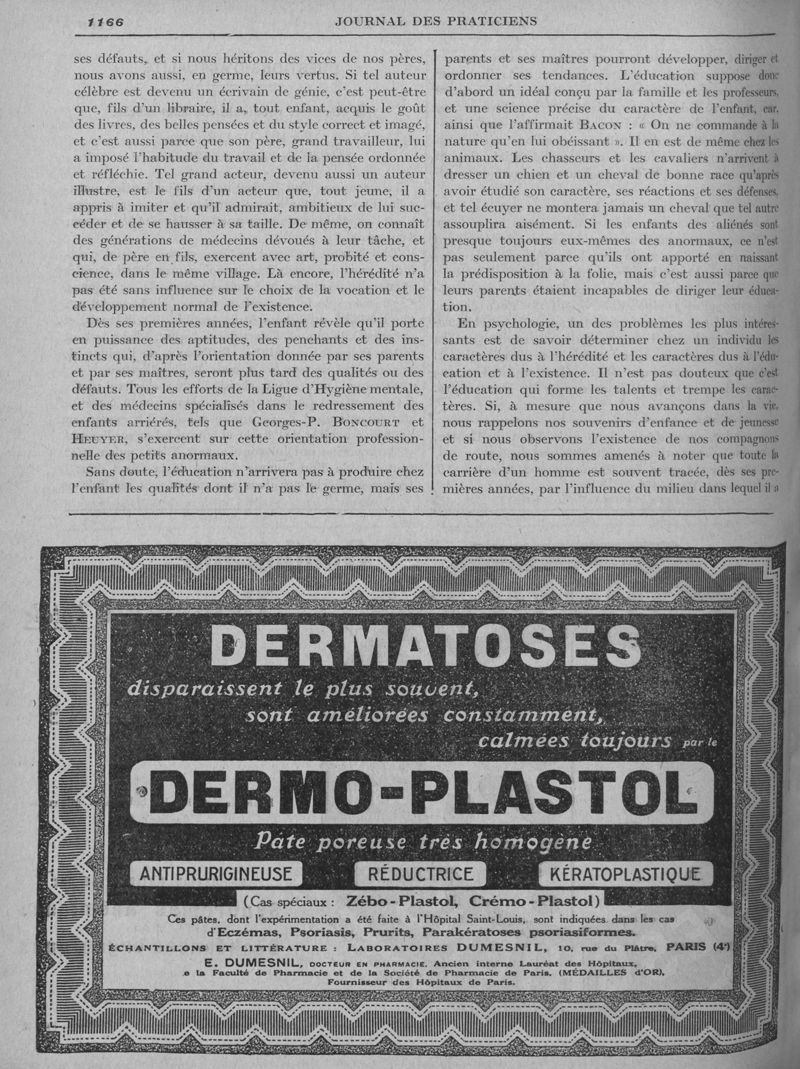 1166
JOURNAL DES PRATICIENS
ses défauts, et si nous héritons des vices de nos pères,
nous avons aussi, en germe, leurs vertus. Si tel auteur
célèbre est devenu un écrivain de génie, c'est peut-être
que, fils d'un libraire, il a, tout enfant, acquis le goût
des livres, des belles pensées et du style correct et imagé,
et c'est aussi parce que son père, grand travailleur, lui
a imposé l'habitude du travail et de la pensée ordonnée
et réfléchie. Tel grand acteur, devenu aussi un auteur
illustre, est le fils d'un acteur que, tout jeune, il a
appris à imiter et qu'il admirait, ambitieux de lui suc-
céder et de se hausser à sa taille. De même, on connaît
des générations de médecins dévoués à leur tâche, et
qui, de père en fils, exercent avec art, probité et cons-
cience, dans le même village. Là encore, l'hérédité n'a
pas été sans influence sur le choix de la vocation et le
développement normal de l'existence.
Dès ses premières années, l'enfant révèle qu'il porte
en puissance des aptitudes, des penchants et des ins-
tincts qui, d'après l'orientation donnée par ses parents
et par ses maîtres, seront plus tard des qualités ou des
défauts. Tous les efforts de la Ligue d'Hygiène mentale,
et des médecins spécialisés dans le redressement des
enfants arriérés, tels que Georges-P. BONCOURT et
HEUYER, s'exercent sur cette orientation profession-
nelle des petits anormaux.
Sans doute, l'éducation n'arrivera pas à produire chez
l'enfant les qualités dont il n'a pas le germe, mais ses
parents et ses maîtres pourront développer, diriger et
ordonner ses tendances. L'éducation suppose donc
d'abord un idéal conçu par la famille et les professeurs,
et une science précise du caractère de l'enfant, car,
ainsi que l'affirmait BACON : « On ne commande à la
nature qu'en lui obéissant ». Il en est de même chez les
animaux. Les chasseurs et les cavaliers n'arrivent à
dresser un chien et un cheval de bonne race qu'après
avoir étudié son caractère, ses réactions et ses défenses,
et tel écuyer ne montera jamais un cheval que tel autre
assouplira aisément. Si les enfants des aliénés sont
presque toujours eux-mêmes des anormaux, ce n'est
pas seulement parce qu'ils ont apporté en naissant
la prédisposition à la folie, mais c'est aussi parce que
leurs parents étaient incapables de diriger leur éduca-
tion.
En psychologie, un des problèmes les plus intéres-
sants est de savoir déterminer chez un individu les
caractères dus à l'hérédité et les caractères dus à l'édu-
cation et à l'existence. Il n'est pas douteux que c'est
l'éducation qui forme les talents et trempe les carac-
tères. Si, à mesure que nous avançons dans la vie,
nous rappelons nos souvenirs d'enfance et de jeunesse
et si nous observons l'existence de nos compagnons
de route, nous sommes amenés à noter que toute la
carrière d'un homme est souvent tracée, dès ses pre-
mières années, par l'influence du milieu dans lequel il a
DERMATOSES
disparaissent le plus souvent,
sont améliorées constamment,
calmées toujours par le
DERMO-PLASTOL
Pâte poreuse très homogène
ANTIPRURIGINEUSE RÉDUCTRICE KÉRATOPLASTIQUE
(Cas spéciaux : Zébo-Plastol, Crémo-Plastol)
Ces pâtes, dont l'expérimentation a été faite à l'Hôpital Saint-Louis, sont indiquées dans les cas
d'Eczémas, Psoriasis, Prurits, Parakératoses psoriasiformes.
ÉCHANTILLONS ET LITTÉRATURE : LABORATOIRES DUMESNIL, 10, rue du Plâtre, PARIS (4e)
E. DUMESNIL, DOCTEUR EN PHARMACIE, Ancien interne Lauréat des Hôpitaux,
e la Faculté de Pharmacie et de la Société de Pharmacie de Paris, (MÉDAILLES d'OR),
Fournisseur des Hôpitaux de Paris.